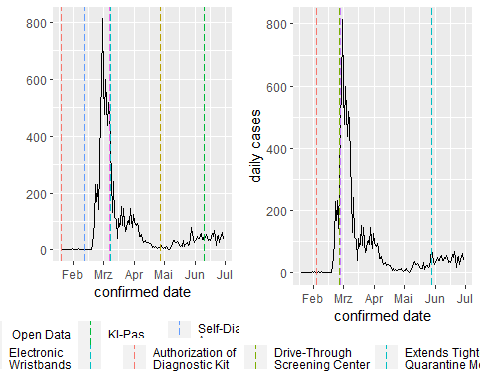 800
600
400
200
0
Feb Mrz Apr Mai Jun Jul
confirmed date
daily cases
800
600
400
200
0
Feb Mrz Apr Mai Jun Jul
confirmed date
Open Data
KI-Pas
Self-Dia
Electronic
Wristbands
Authorization of
Diagnostic Kit
Drive-Through
Screening Center
Extends Tight
Quarantine Me